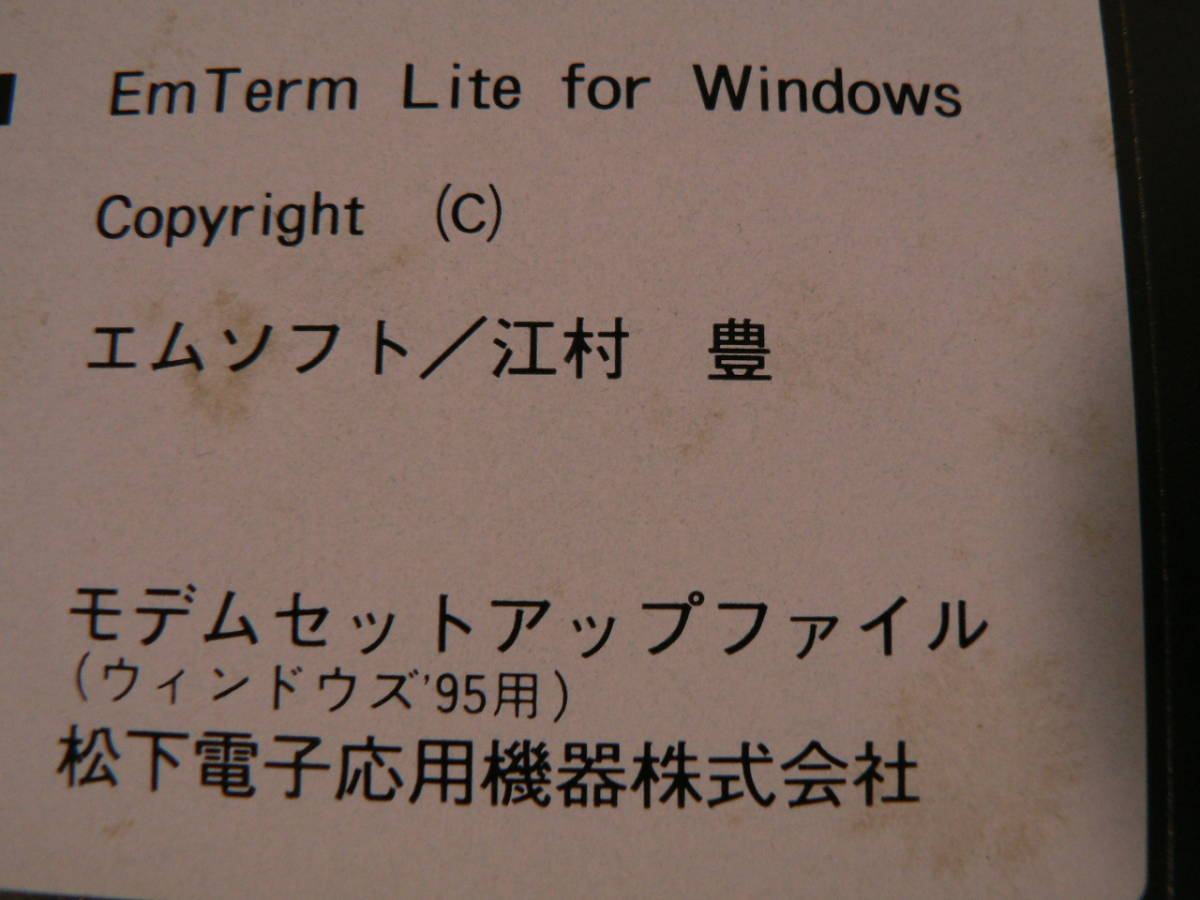 EmTerm Lite for Windows
Copyright (C)
エムソフト／江村　豊
モデムセットアップファイル
(ウィンドウズ'95用)
松下電子応用機器株式会社